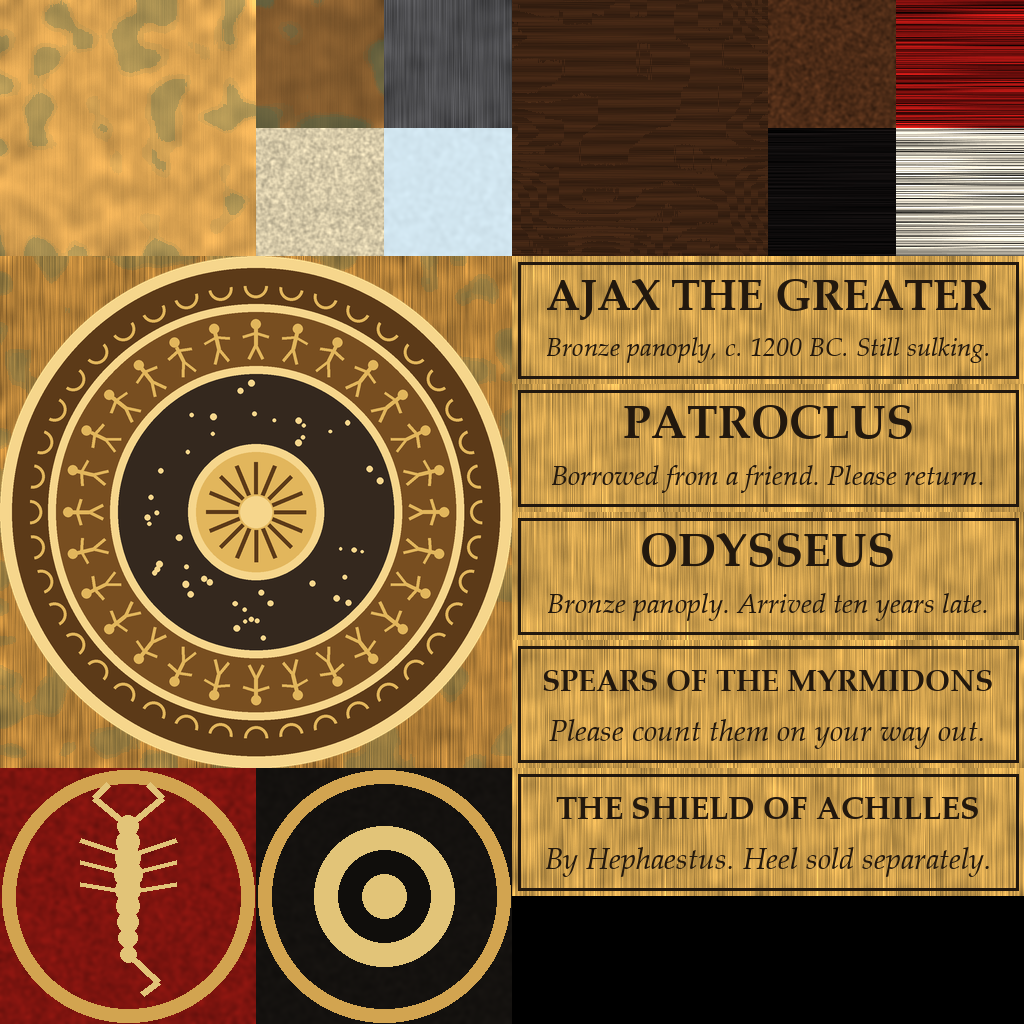 AJAX THE GREATER
Bronze panoply, c. 1200 BC. Still sulking.
PATROCLUS
Borrowed from a friend. Please return.
ODYSSEUS
Bronze panoply. Arrived ten years late.
SPEARS OF THE MYRMIDONS
Please count them on your way out.
THE SHIELD OF ACHILLES
By Hephaestus. Heel sold separately.